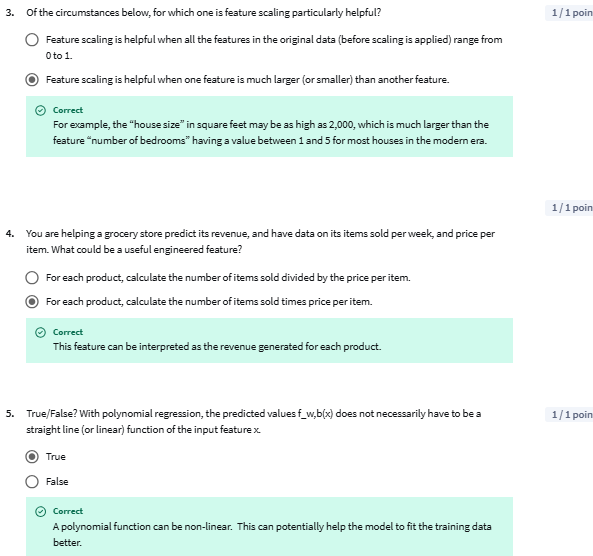 3. Of the circumstances below, for which one is feature scaling particularly helpful?
1 / 1 poin
Feature scaling is helpful when all the features in the original data (before scaling is applied) range from
0 to 1.
Feature scaling is helpful when one feature is much larger (or smaller) than another feature.
Correct
For example, the “house size” in square feet may be as high as 2,000, which is much larger than the
feature “number of bedrooms” having a value between 1 and 5 for most houses in the modern era.
1 / 1 poin
4. You are helping a grocery store predict its revenue, and have data on its items sold per week, and price per
item. What could be a useful engineered feature?
For each product, calculate the number of items sold divided by the price per item.
For each product, calculate the number of items sold times price per item.
Correct
This feature can be interpreted as the revenue generated for each product.
5. True/False? With polynomial regression, the predicted values f_w,b(x) does not necessarily have to be a
1 / 1 poin
straight line (or linear) function of the input feature x.
True
False
Correct
A polynomial function can be non-linear. This can potentially help the model to fit the training data
better.